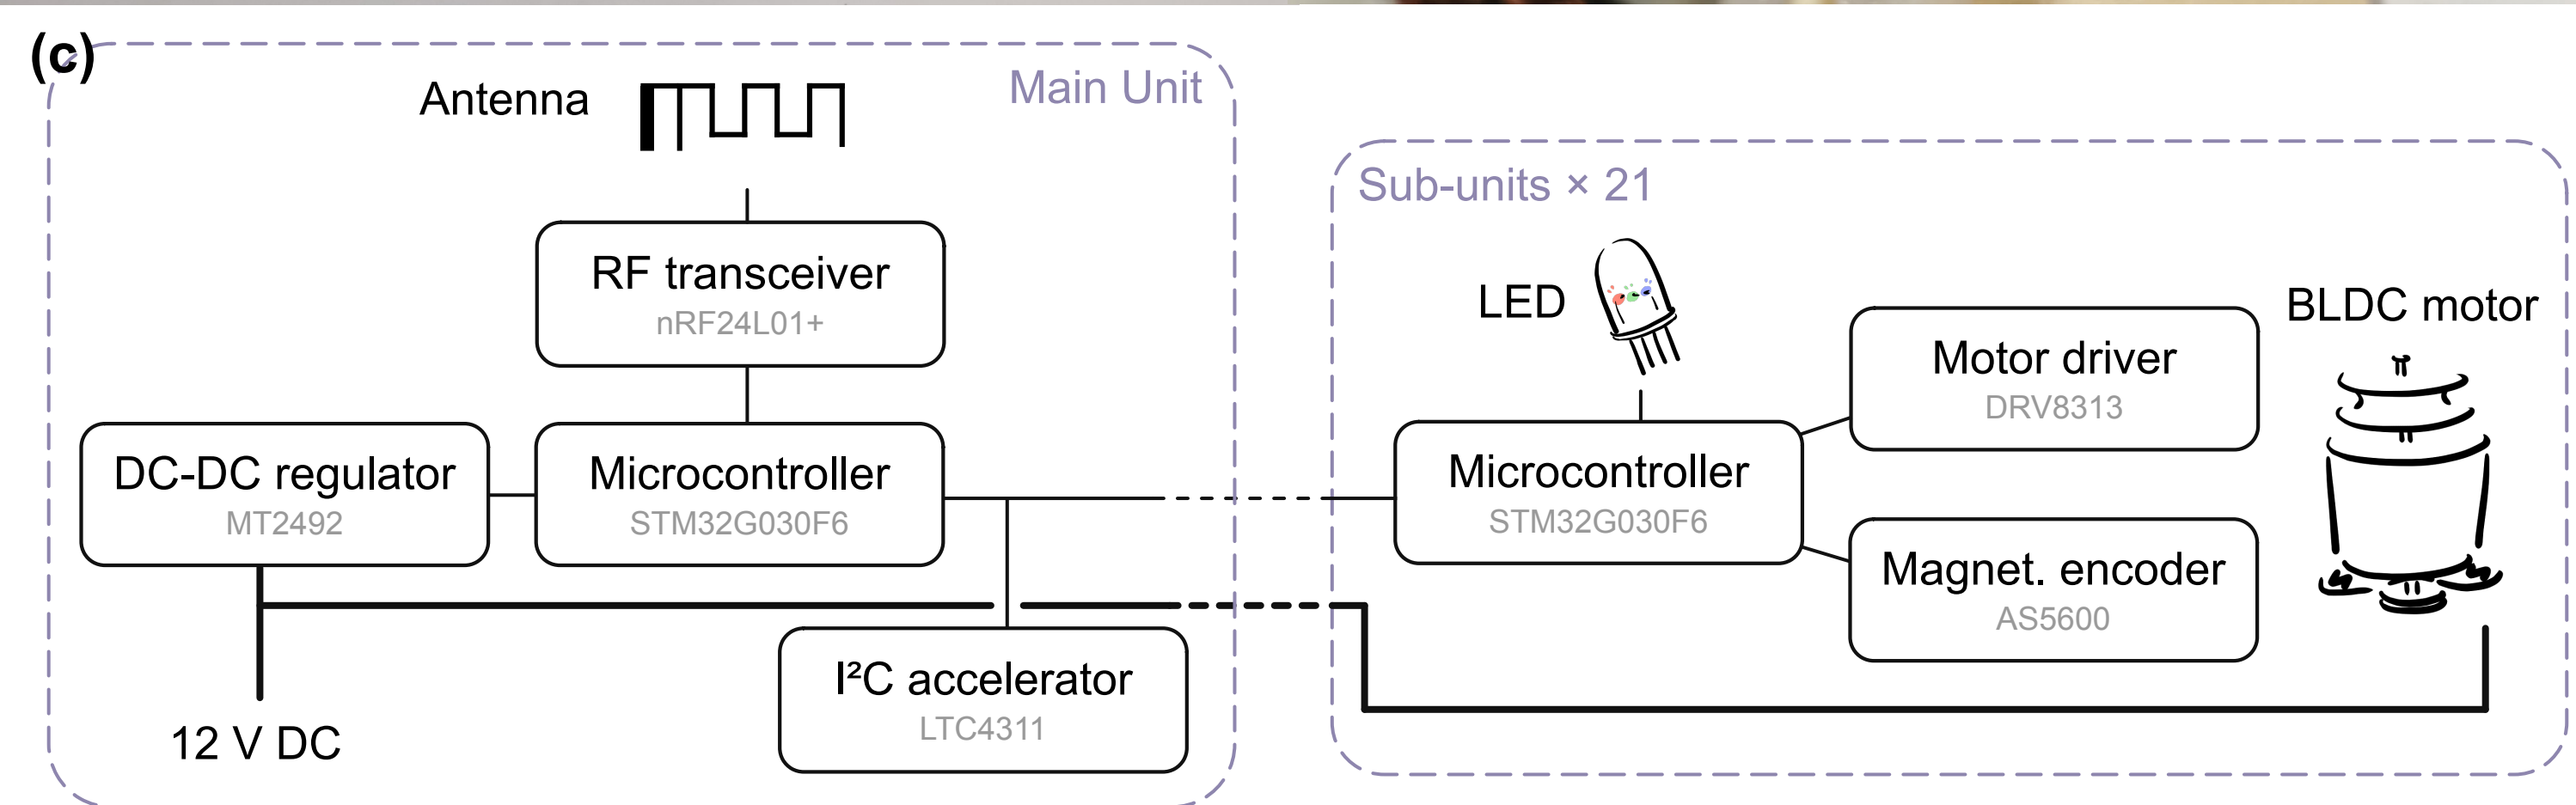 (c)
Main Unit
Antenna
RF transceiver
nRF24L01+
DC-DC regulator
MT2492
Microcontroller
STM32G030F6
I²C accelerator
LTC4311
12 V DC
Sub-units × 21
LED
Microcontroller
STM32G030F6
Motor driver
DRV8313
Magnet. encoder
AS5600
BLDC motor